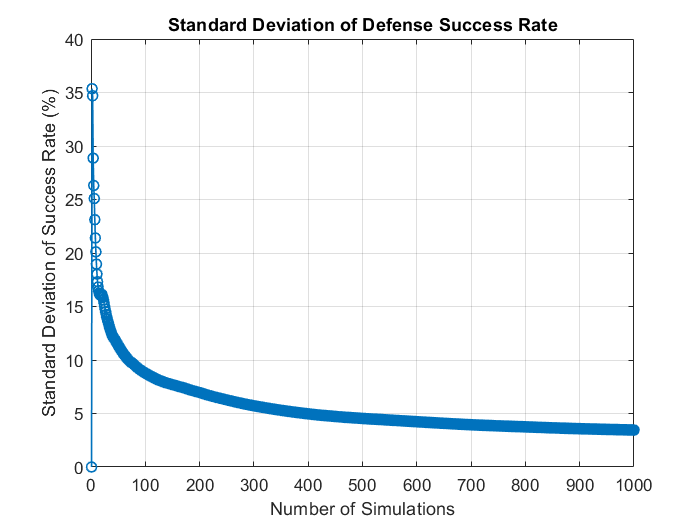 Standard Deviation of Defense Success Rate
Standard Deviation of Success Rate (%)
40
35
30
25
20
15
10
5
0
0 100 200 300 400 500 600 700 800 900 1000
Number of Simulations